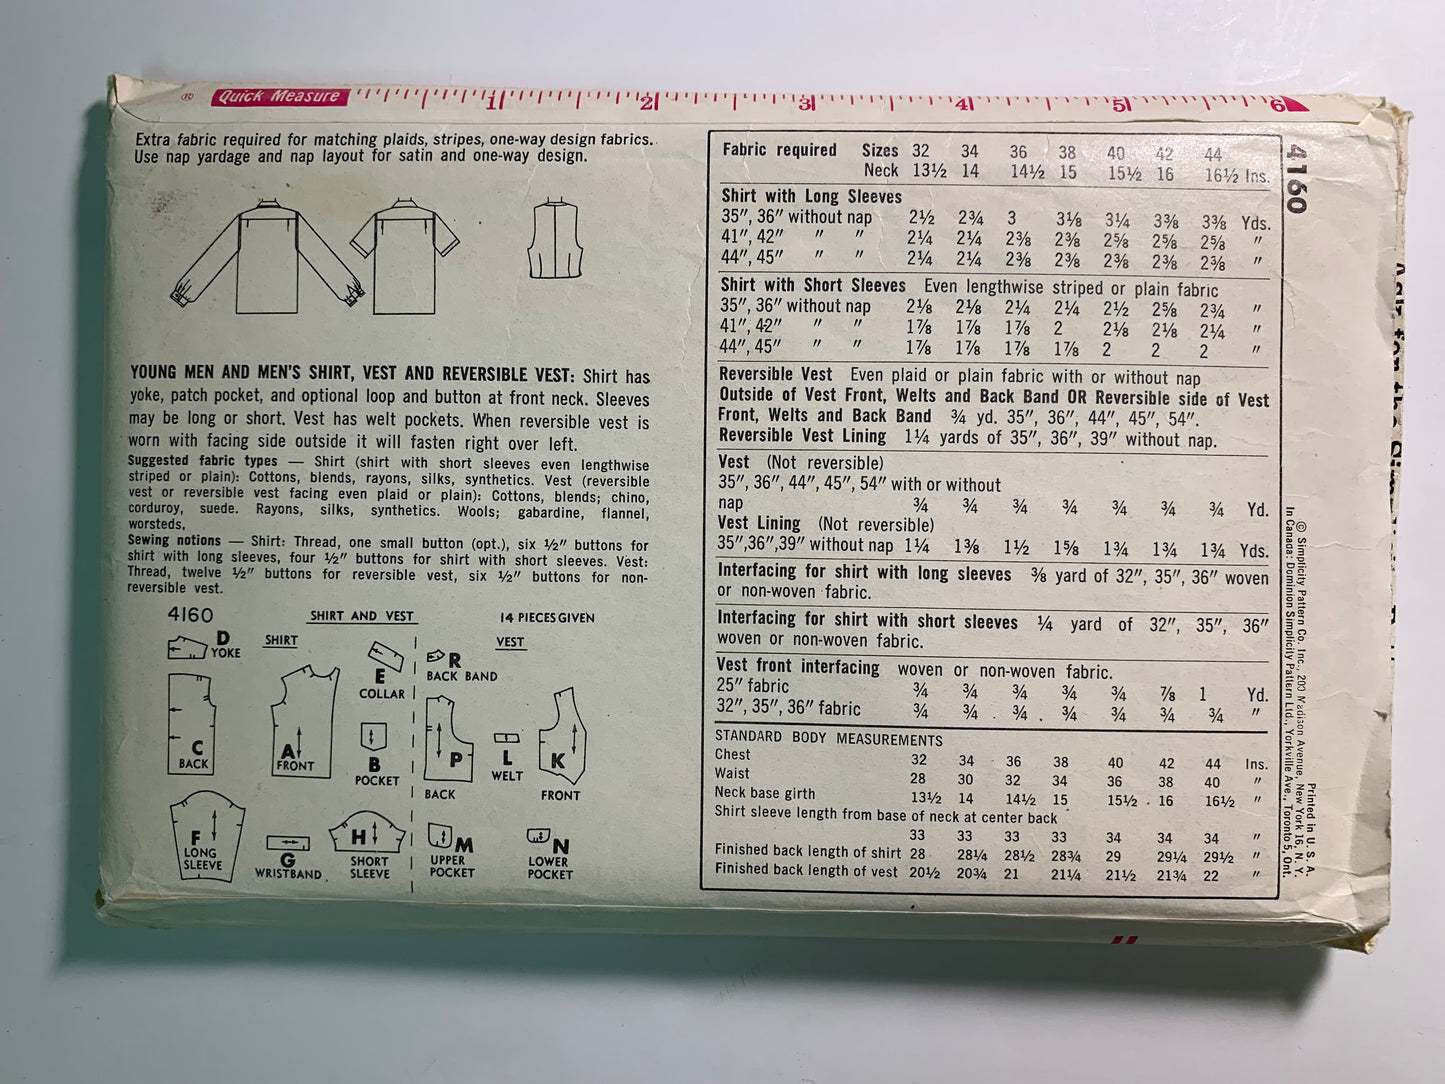 ® Quick Measure 1 2 3 4 5 6
Extra fabric required for matching plaids, stripes, one-way design fabrics.
Use nap yardage and nap layout for satin and one-way design.
YOUNG MEN AND MEN'S SHIRT, VEST AND REVERSIBLE VEST: Shirt has
yoke, patch pocket, and optional loop and button at front neck. Sleeves
may be long or short. Vest has welt pockets. When reversible vest is
worn with facing side outside it will fasten right over left.
Suggested fabric types — Shirt (shirt with short sleeves even lengthwise
striped or plain): Cottons, blends, rayons, silks, synthetics. Vest (reversible
vest or reversible vest facing even plaid or plain): Cottons, blends; chino,
corduroy, suede. Rayons, silks, synthetics. Wools; gabardine, flannel,
worsteds.
Sewing notions — Shirt: Thread, one small button (opt.), six ½" buttons for
shirt with long sleeves, four ½" buttons for shirt with short sleeves. Vest:
Thread, twelve ½" buttons for reversible vest, six ½" buttons for non-
reversible vest.
4160 SHIRT AND VEST 14 PIECES GIVEN
SHIRT VEST
D YOKE
E COLLAR
R BACK BAND
C BACK
A FRONT
B POCKET
P BACK
L WELT
K FRONT
F LONG SLEEVE
G WRISTBAND
H SHORT SLEEVE
M UPPER POCKET
N LOWER POCKET
Fabric required Sizes 32 34 36 38 40 42 44
Neck 13½ 14 14½ 15 15½ 16 16½ Ins.
Shirt with Long Sleeves
35", 36" without nap 2½ 2¾ 3 3⅛ 3¼ 3⅜ 3⅜ Yds.
41", 42" " " 2¼ 2¼ 2⅜ 2⅜ 2⅝ 2⅝ 2⅝ "
44", 45" " " 2¼ 2¼ 2⅜ 2⅜ 2⅜ 2⅜ 2⅜ "
Shirt with Short Sleeves Even lengthwise striped or plain fabric
35", 36" without nap 2⅛ 2⅛ 2¼ 2¼ 2½ 2⅝ 2¾ "
41", 42" " " 1⅞ 1⅞ 1⅞ 2 2⅛ 2⅛ 2¼ "
44", 45" " " 1⅞ 1⅞ 1⅞ 1⅞ 2 2 2 "
Reversible Vest Even plaid or plain fabric with or without nap
Outside of Vest Front, Welts and Back Band OR Reversible side of Vest
Front, Welts and Back Band ¾ yd. 35", 36", 44", 45", 54".
Reversible Vest Lining 1¼ yards of 35", 36", 39" without nap.
Vest (Not reversible)
35", 36", 44", 45", 54" with or without
nap ¾ ¾ ¾ ¾ ¾ ¾ ¾ Yd.
Vest Lining (Not reversible)
35",36",39" without nap 1¼ 1⅜ 1½ 1⅝ 1¾ 1¾ 1¾ Yds.
Interfacing for shirt with long sleeves ⅜ yard of 32", 35", 36" woven
or non-woven fabric.
Interfacing for shirt with short sleeves ¼ yard of 32", 35", 36"
woven or non-woven fabric.
Vest front interfacing woven or non-woven fabric.
25" fabric ¾ ¾ ¾ ¾ ¾ ⅞ 1 Yd.
32", 35", 36" fabric ¾ ¾ ¾ ¾ ¾ ¾ ¾ "
STANDARD BODY MEASUREMENTS
Chest 32 34 36 38 40 42 44 Ins.
Waist 28 30 32 34 36 38 40 "
Neck base girth 13½ 14 14½ 15 15½ 16 16½ "
Shirt sleeve length from base of neck at center back
33 33 33 33 34 34 34 "
Finished back length of shirt 28 28¼ 28½ 28¾ 29 29¼ 29½ "
Finished back length of vest 20½ 20¾ 21 21¼ 21½ 21¾ 22 "
4160
© Simplicity Pattern Co. Inc., 200 Madison Avenue, New York 16, N. Y.
In Canada: Dominion Simplicity Pattern Ltd., Yorkville Ave., Toronto 5, Ont.
Printed in U. S. A.